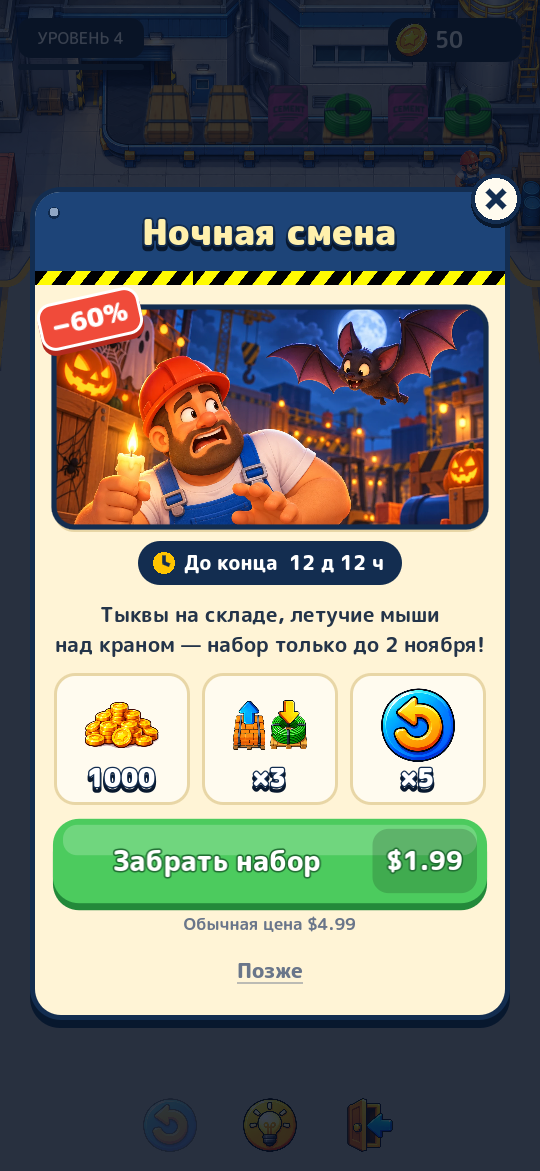 УРОВЕНЬ 4
50
Ночная смена
−60%
До конца 12 д 12 ч
Тыквы на складе, летучие мыши
над краном — набор только до 2 ноября!
1000
x3
x5
Забрать набор $1.99
Обычная цена $4.99
Позже